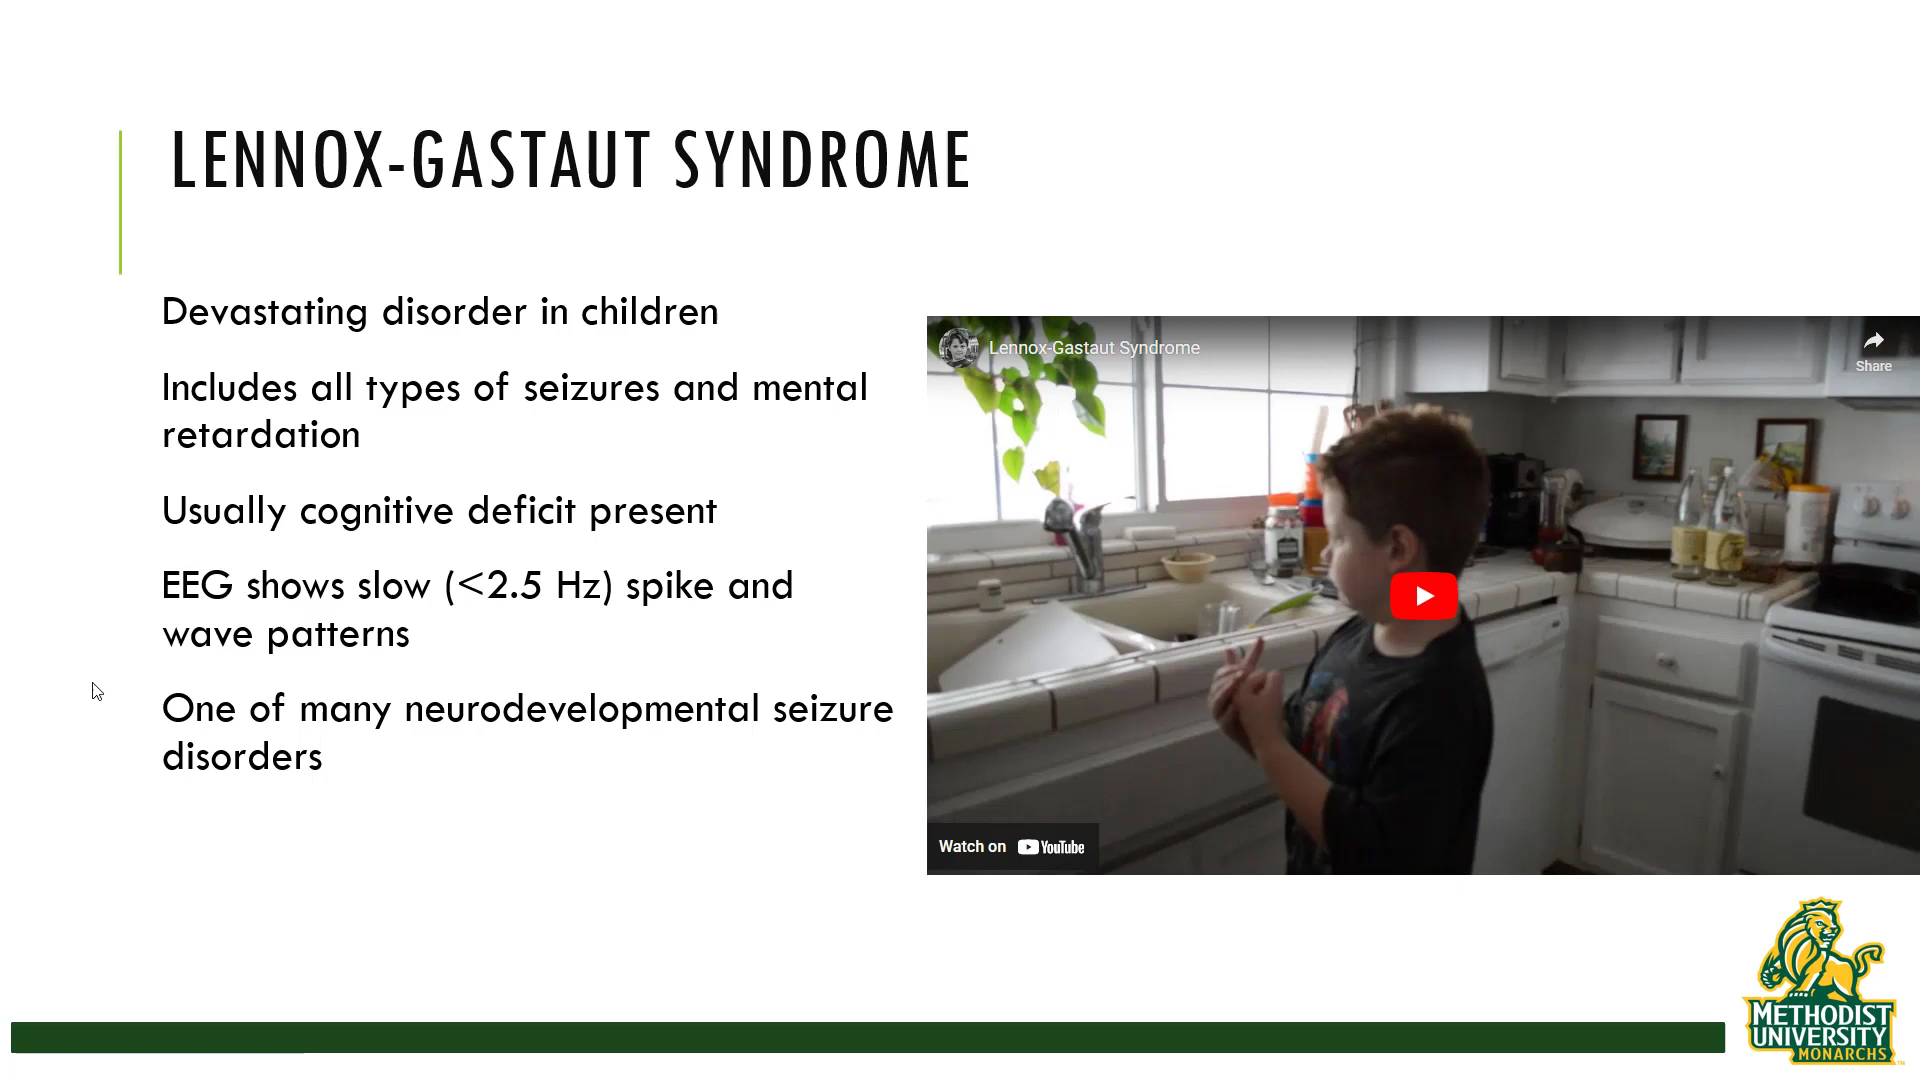 LENNOX-GASTAUT SYNDROME
Devastating disorder in children
Includes all types of seizures and mental
retardation
Usually cognitive deficit present
EEG shows slow (<2.5 Hz) spike and
wave patterns
One of many neurodevelopmental seizure
disorders
Lennox-Gastaut Syndrome
Share
Watch on YouTube
METHODIST
UNIVERSITY
MONARCHS